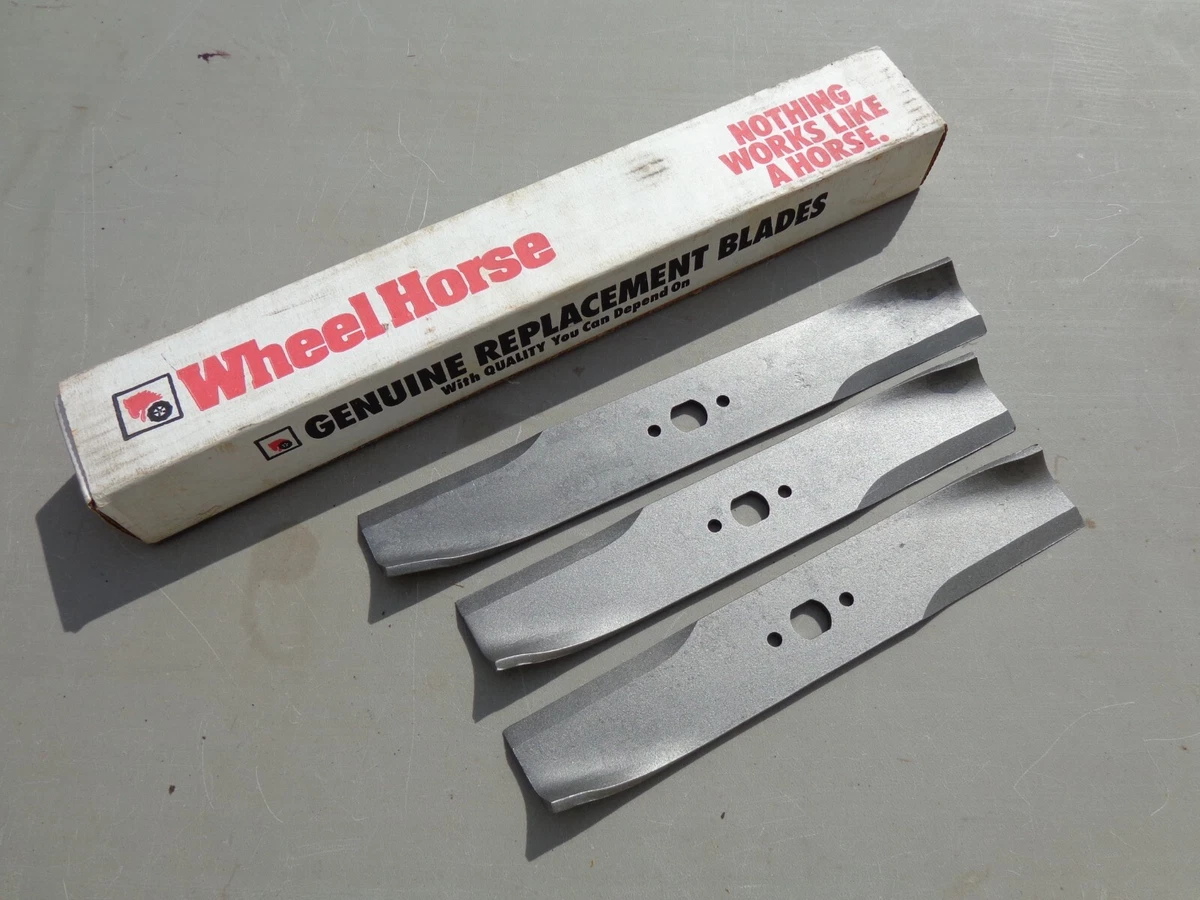 NOTHING
WORKS LIKE
A HORSE.
Wheel Horse
GENUINE REPLACEMENT BLADES
With QUALITY You Can Depend On